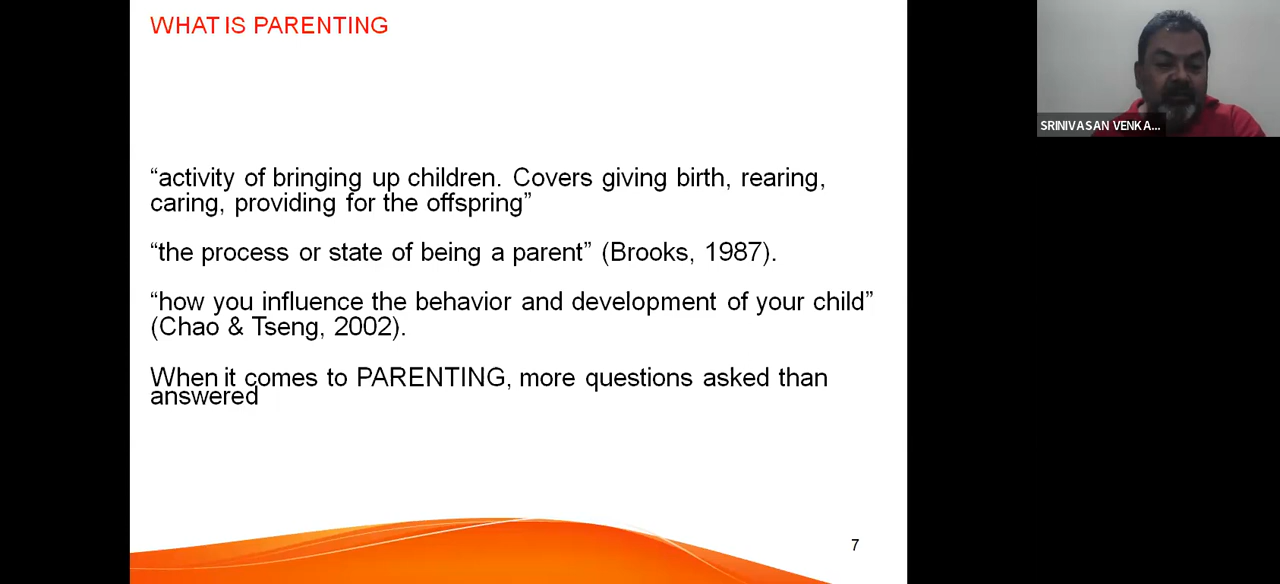 WHAT IS PARENTING
SRINIVASAN VENKA...
“activity of bringing up children. Covers giving birth, rearing,
caring, providing for the offspring”
“the process or state of being a parent” (Brooks, 1987).
“how you influence the behavior and development of your child”
(Chao & Tseng, 2002).
When it comes to PARENTING, more questions asked than
answered
7